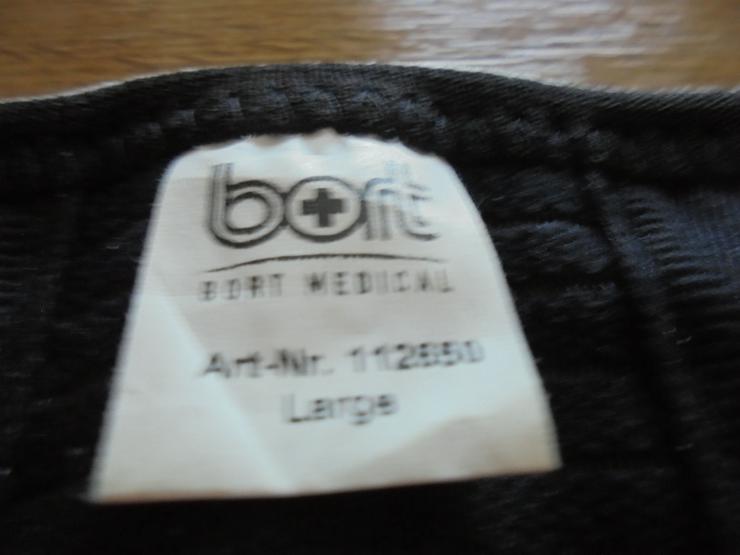 bort
BORT MEDICAL
Art-Nr.
Large